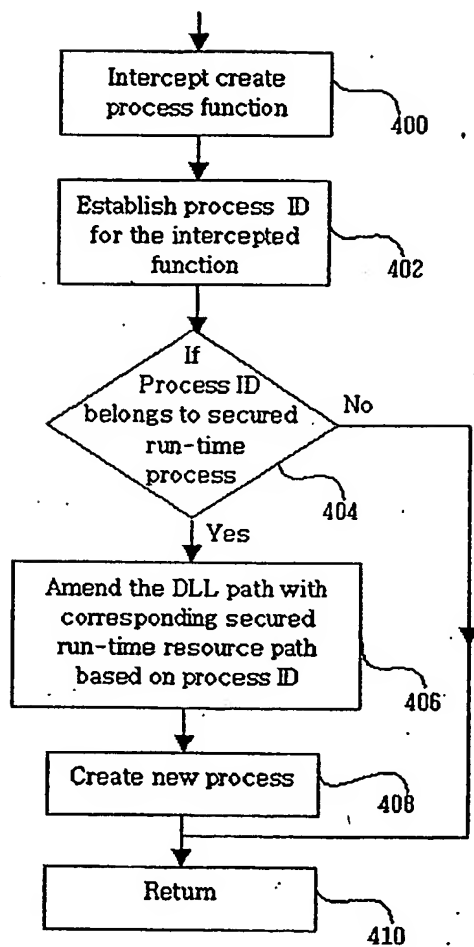 Intercept create
process function
400
Establish process ID
for the intercepted
function
402
If
Process ID
belongs to secured
run-time
process
No
404
Yes
Amend the DLL path with
corresponding secured
run-time resource path
based on process ID
406
Create new process
408
Return
410